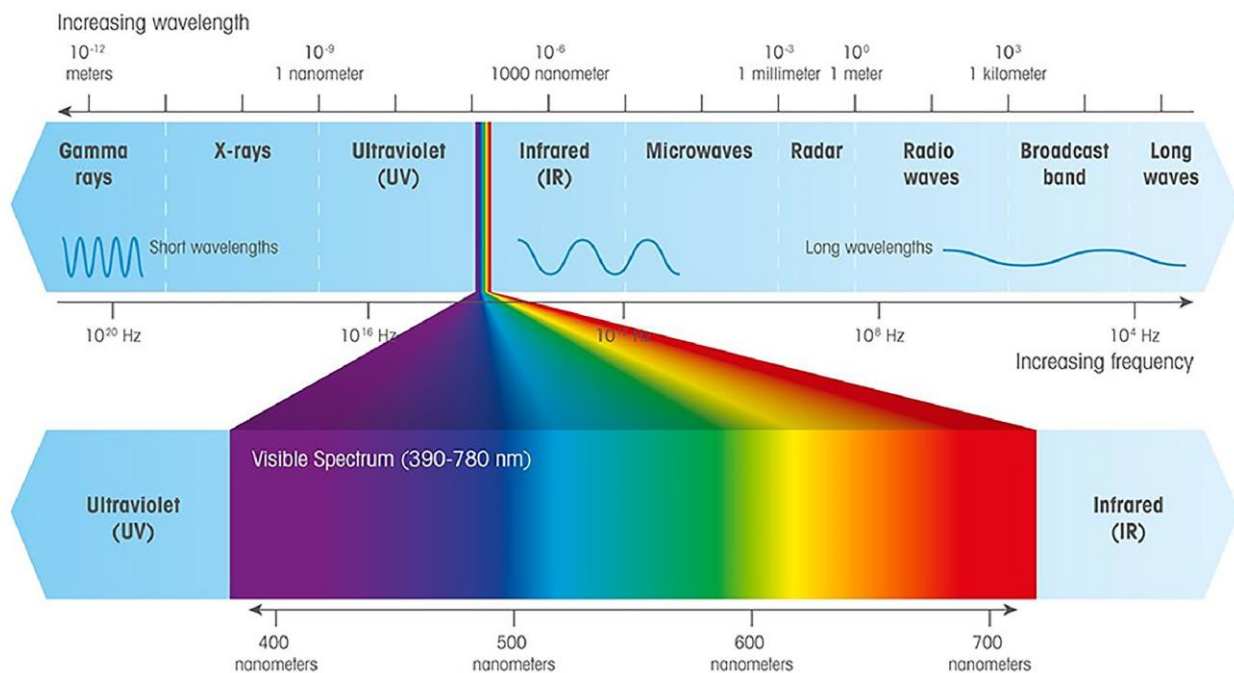 Increasing wavelength
10⁻¹² meters
10⁻⁹ 1 nanometer
10⁻⁶ 1000 nanometer
10⁻³ 1 millimeter
10⁰ 1 meter
10³ 1 kilometer
Gamma rays
X-rays
Ultraviolet (UV)
Infrared (IR)
Microwaves
Radar
Radio waves
Broadcast band
Long waves
Short wavelengths
Long wavelengths
10²⁰ Hz
10¹⁶ Hz
10⁸ Hz
10⁴ Hz
Increasing frequency
Visible Spectrum (390-780 nm)
Ultraviolet (UV)
Infrared (IR)
400 nanometers
500 nanometers
600 nanometers
700 nanometers